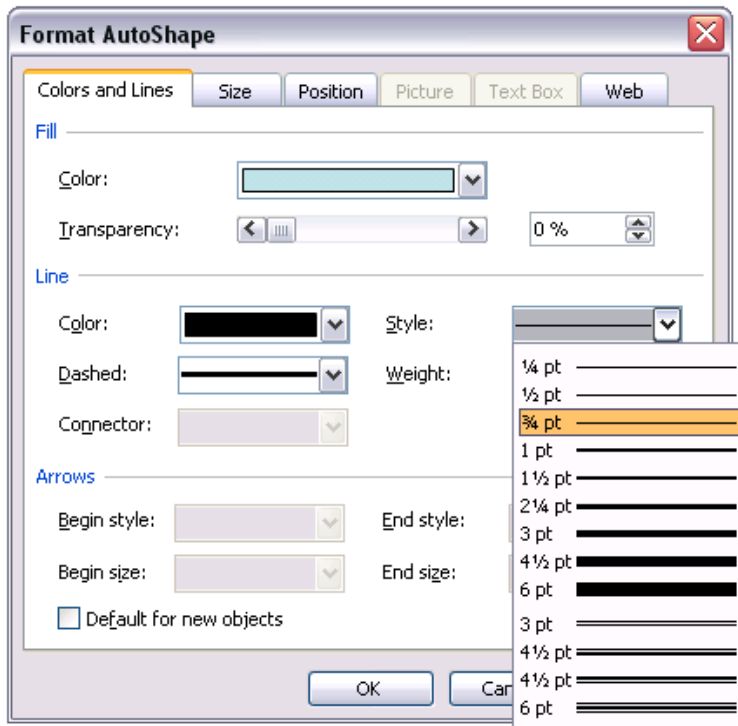 Format AutoShape
Colors and Lines Size Position Picture Text Box Web
Fill
Color:
Transparency: 0 %
Line
Color: Style:
Dashed: Weight:
Connector:
¼ pt
½ pt
¾ pt
1 pt
1½ pt
2¼ pt
3 pt
4½ pt
6 pt
3 pt
4½ pt
4½ pt
6 pt
Arrows
Begin style: End style:
Begin size: End size:
Default for new objects
OK